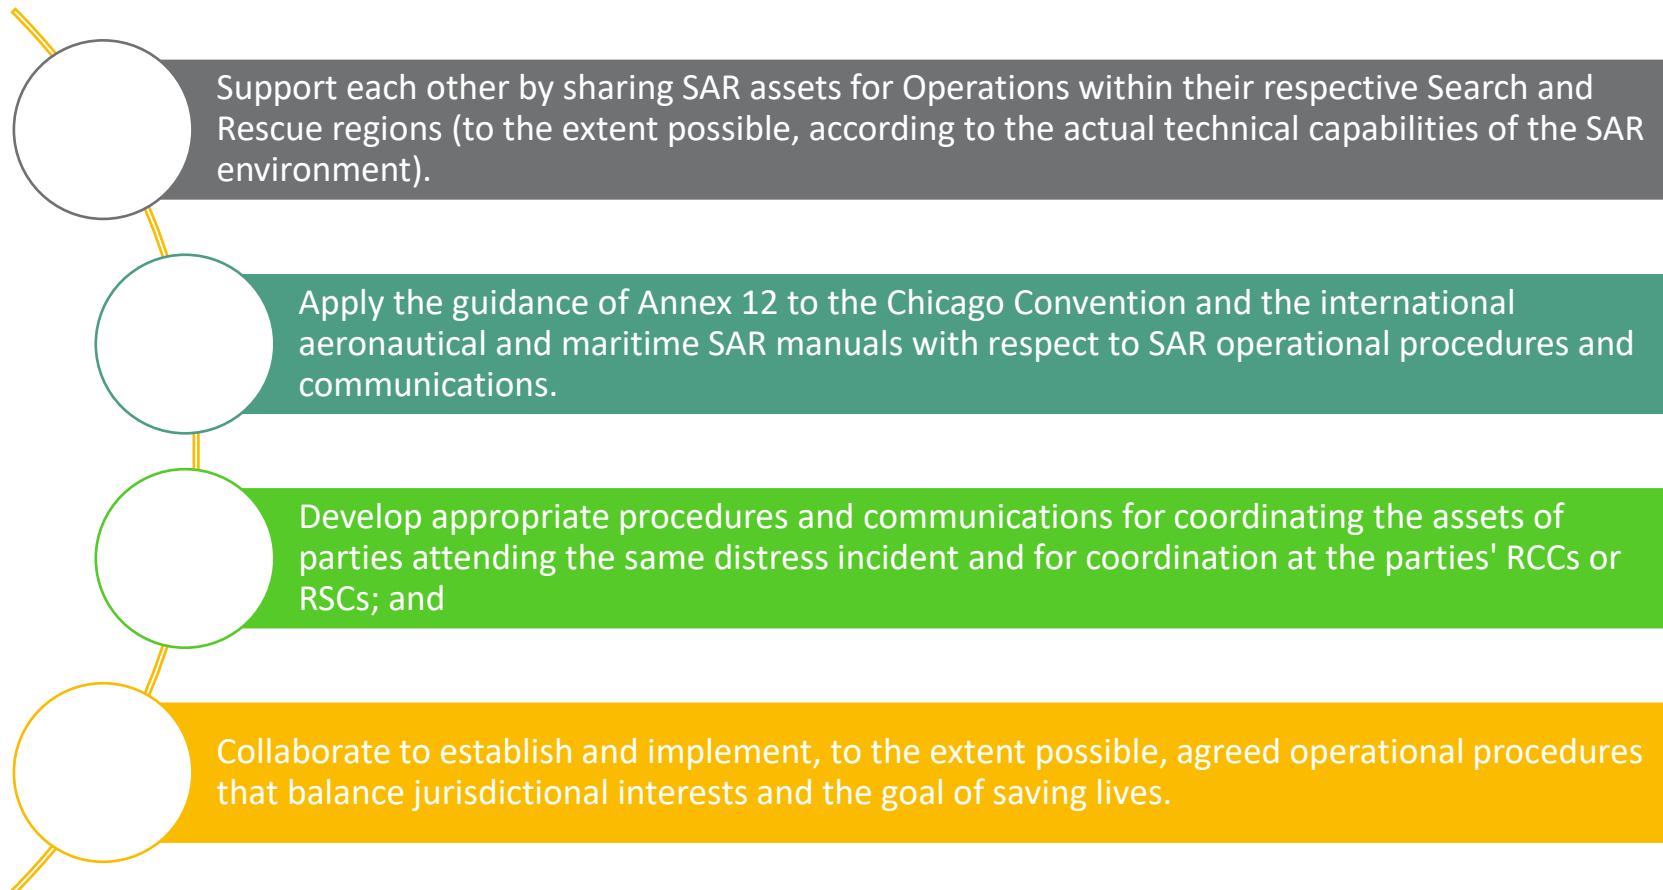 Support each other by sharing SAR assets for Operations within their respective Search and
Rescue regions (to the extent possible, according to the actual technical capabilities of the SAR
environment).
Apply the guidance of Annex 12 to the Chicago Convention and the international
aeronautical and maritime SAR manuals with respect to SAR operational procedures and
communications.
Develop appropriate procedures and communications for coordinating the assets of
parties attending the same distress incident and for coordination at the parties' RCCs or
RSCs; and
Collaborate to establish and implement, to the extent possible, agreed operational procedures
that balance jurisdictional interests and the goal of saving lives.